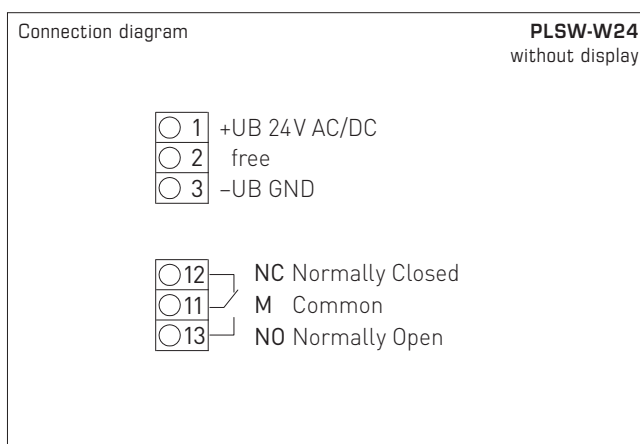 Connection diagram
PLSW-W24
without display
1 +UB 24V AC/DC
2 free
3 –UB GND
12 NC Normally Closed
11 M Common
13 NO Normally Open